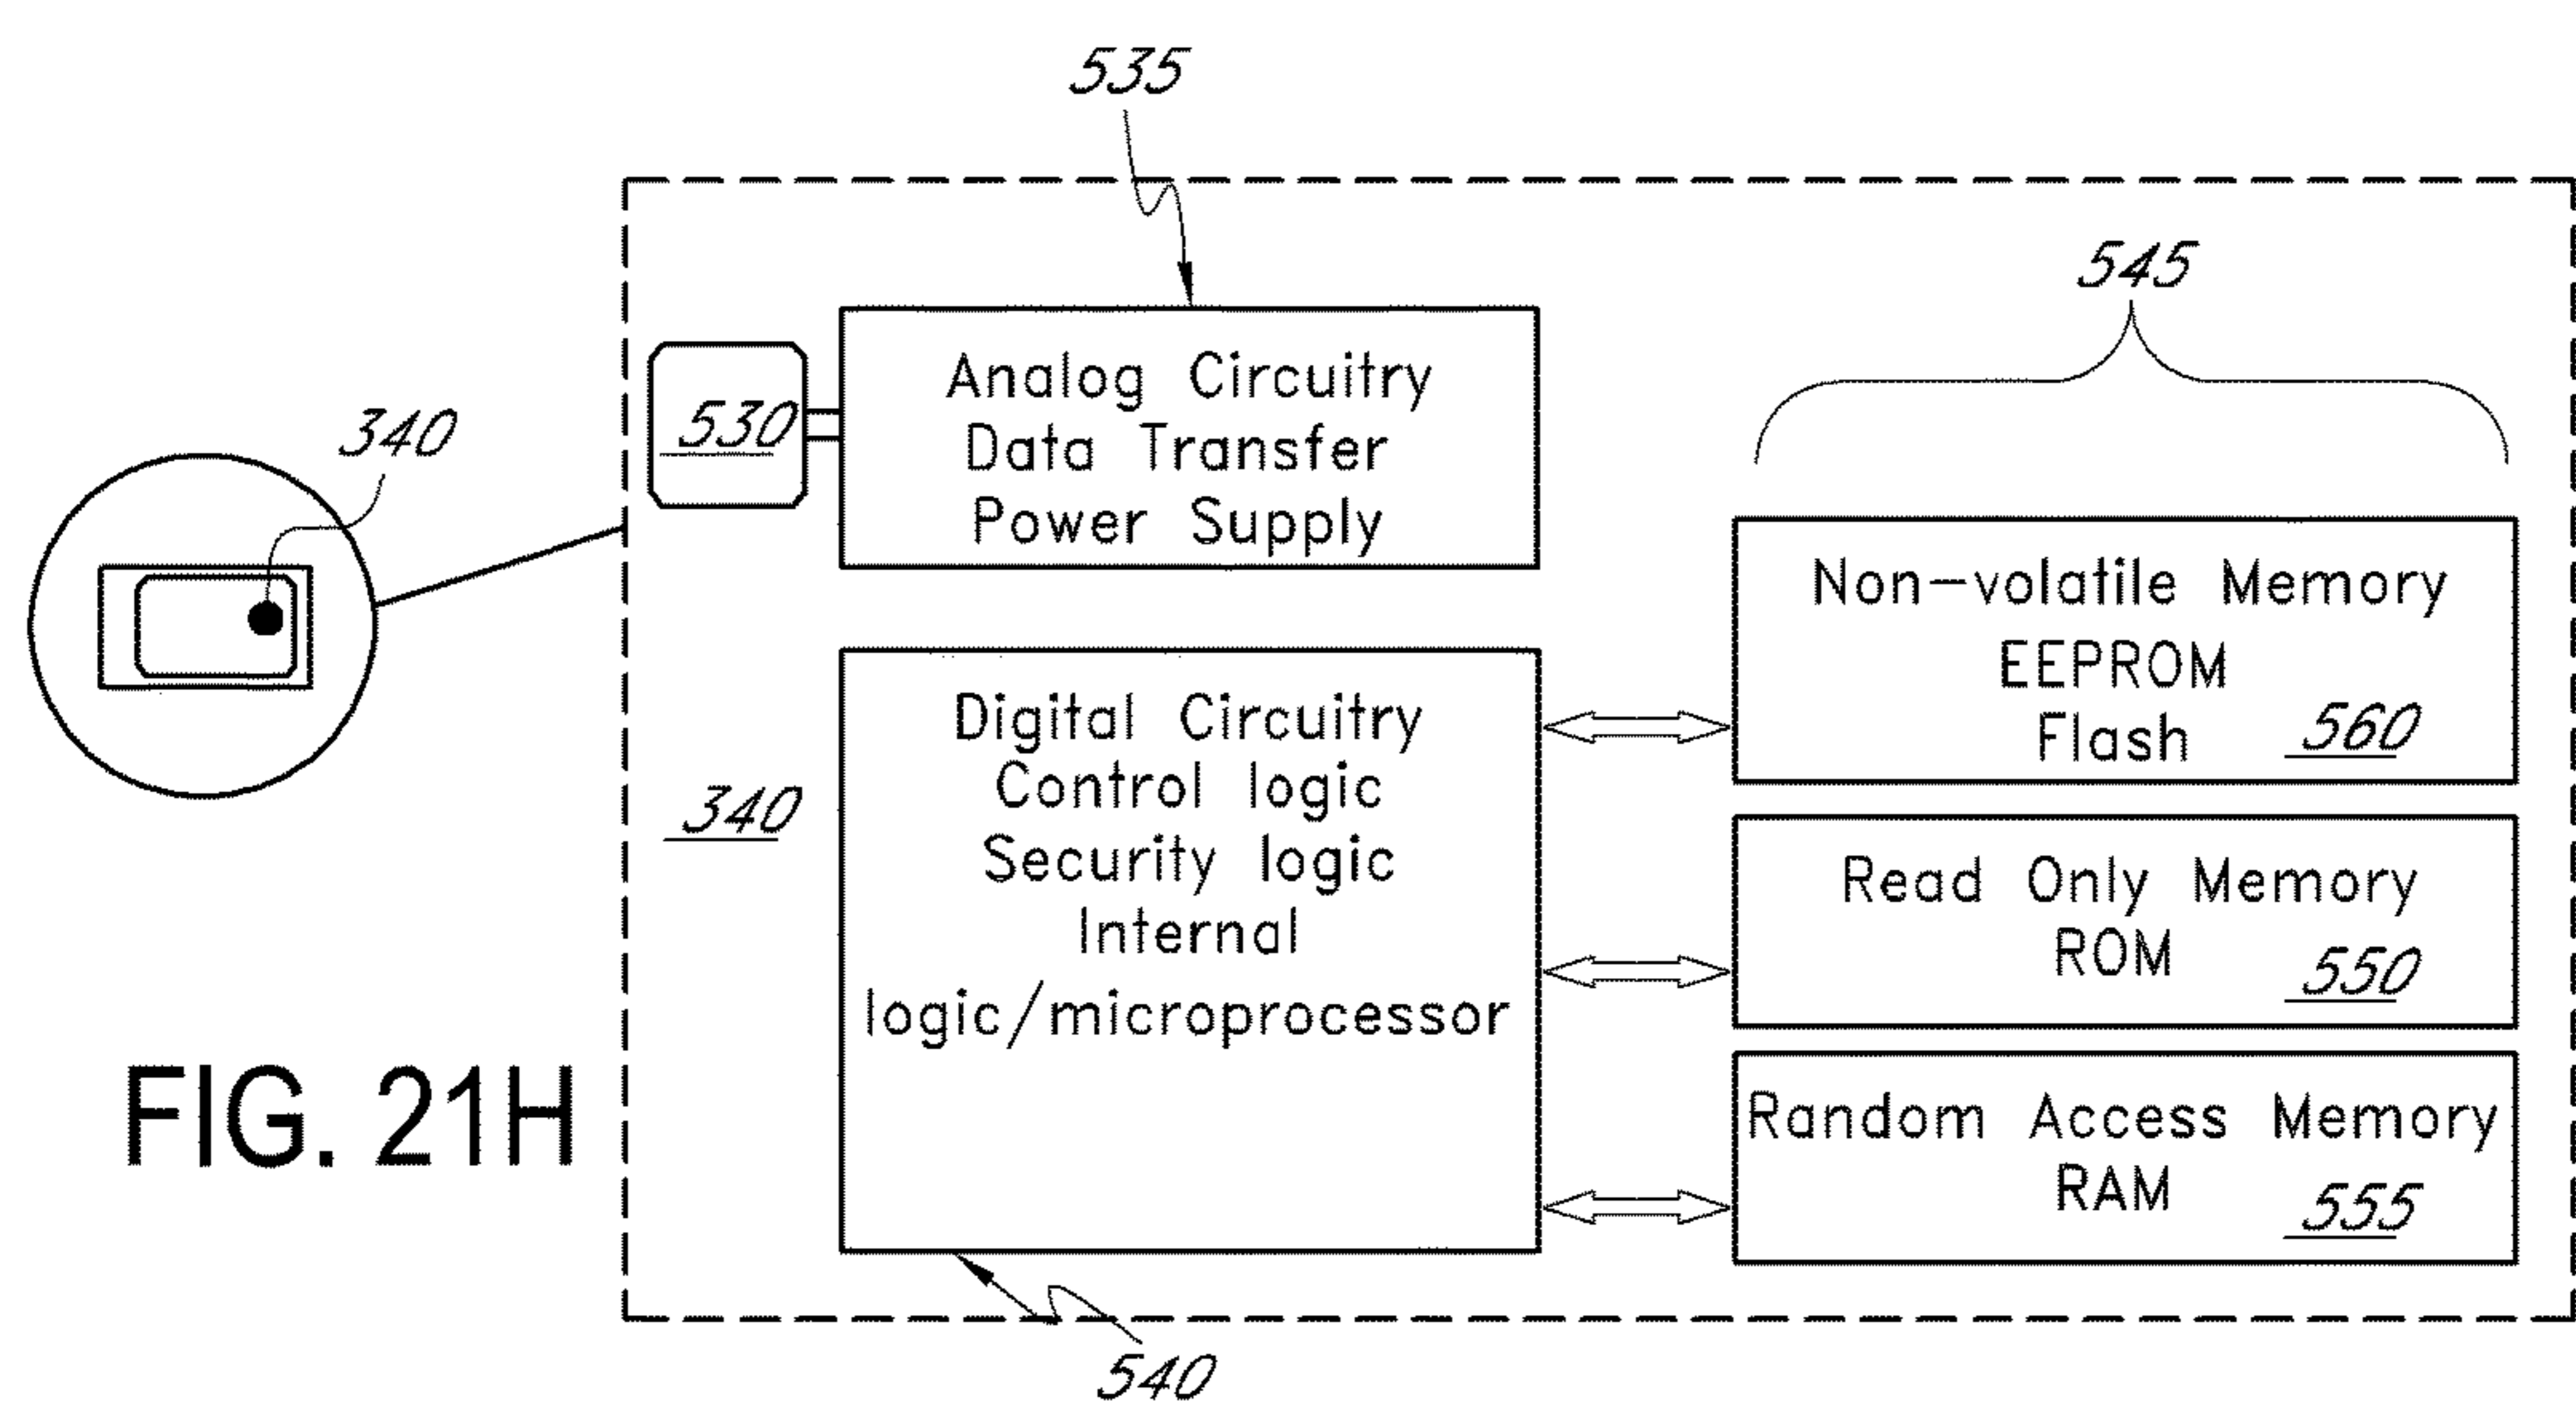 535
545
530
Analog Circuitry
Data Transfer
Power Supply
340
Non-volatile Memory
EEPROM
Flash
560
340
Digital Circuitry
Control logic
Security logic
Internal
logic/microprocessor
Read Only Memory
ROM
550
Random Access Memory
RAM
555
FIG. 21H
540